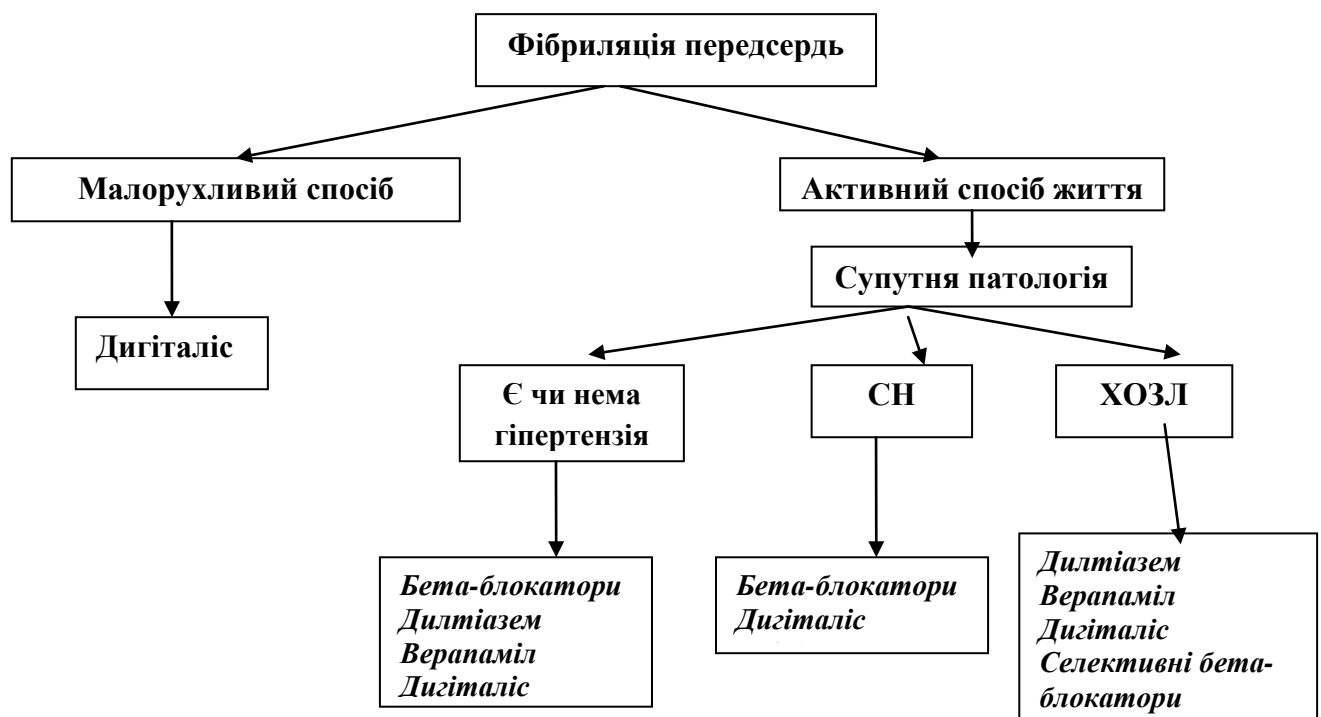 Фібриляція передсердь
Малорухливий спосіб
Активний спосіб життя
Супутня патологія
Дигіталіс
Є чи нема
гіпертензія
СН
ХОЗЛ
Бета-блокатори
Дилтіазем
Верапаміл
Дигіталіс
Бета-блокатори
Дигіталіс
Дилтіазем
Верапаміл
Дигіталіс
Селективні бета-
блокатори